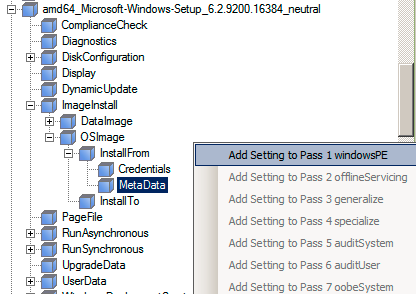 amd64_Microsoft-Windows-Setup_6.2.9200.16384_neutral
ComplianceCheck
Diagnostics
DiskConfiguration
Display
DynamicUpdate
ImageInstall
DataImage
OSImage
InstallFrom
Credentials
MetaData
InstallTo
PageFile
RunAsynchronous
RunSynchronous
UpgradeData
UserData
Add Setting to Pass 1 windowsPE
Add Setting to Pass 2 offlineServicing
Add Setting to Pass 3 generalize
Add Setting to Pass 4 specialize
Add Setting to Pass 5 auditSystem
Add Setting to Pass 6 auditUser
Add Setting to Pass 7 oobeSystem